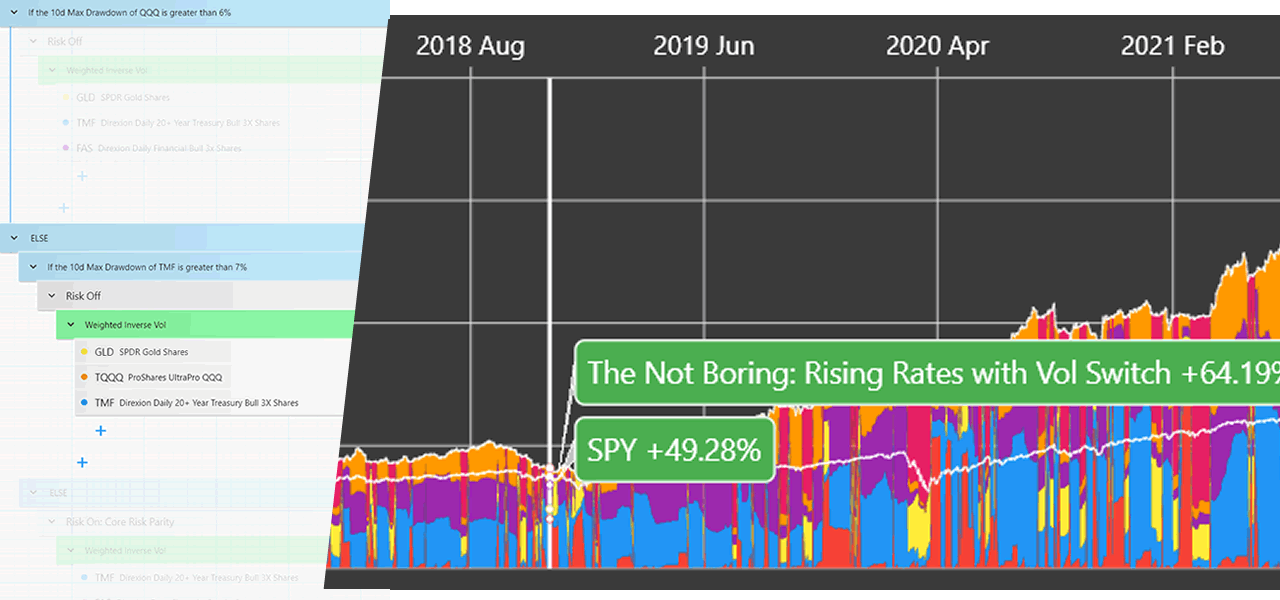 If the 10d Max Drawdown of QQQ is greater than 6%
Risk Off
Weighted Inverse Vol
GLD SPDR Gold Shares
TMF Direxion Daily 20+ Year Treasury Bull 3X Shares
FAS Direxion Daily Financial Bull 3x Shares
+
+
ELSE
If the 10d Max Drawdown of TMF is greater than 7%
Risk Off
Weighted Inverse Vol
GLD SPDR Gold Shares
TQQQ ProShares UltraPro QQQ
TMF Direxion Daily 20+ Year Treasury Bull 3X Shares
+
+
ELSE
Risk On: Core Risk Parity
Weighted Inverse Vol
TMF Direxion Daily 20+ Year Treasury Bull 3X Shares
2018 Aug 2019 Jun 2020 Apr 2021 Feb
The Not Boring: Rising Rates with Vol Switch +64.19%
SPY +49.28%